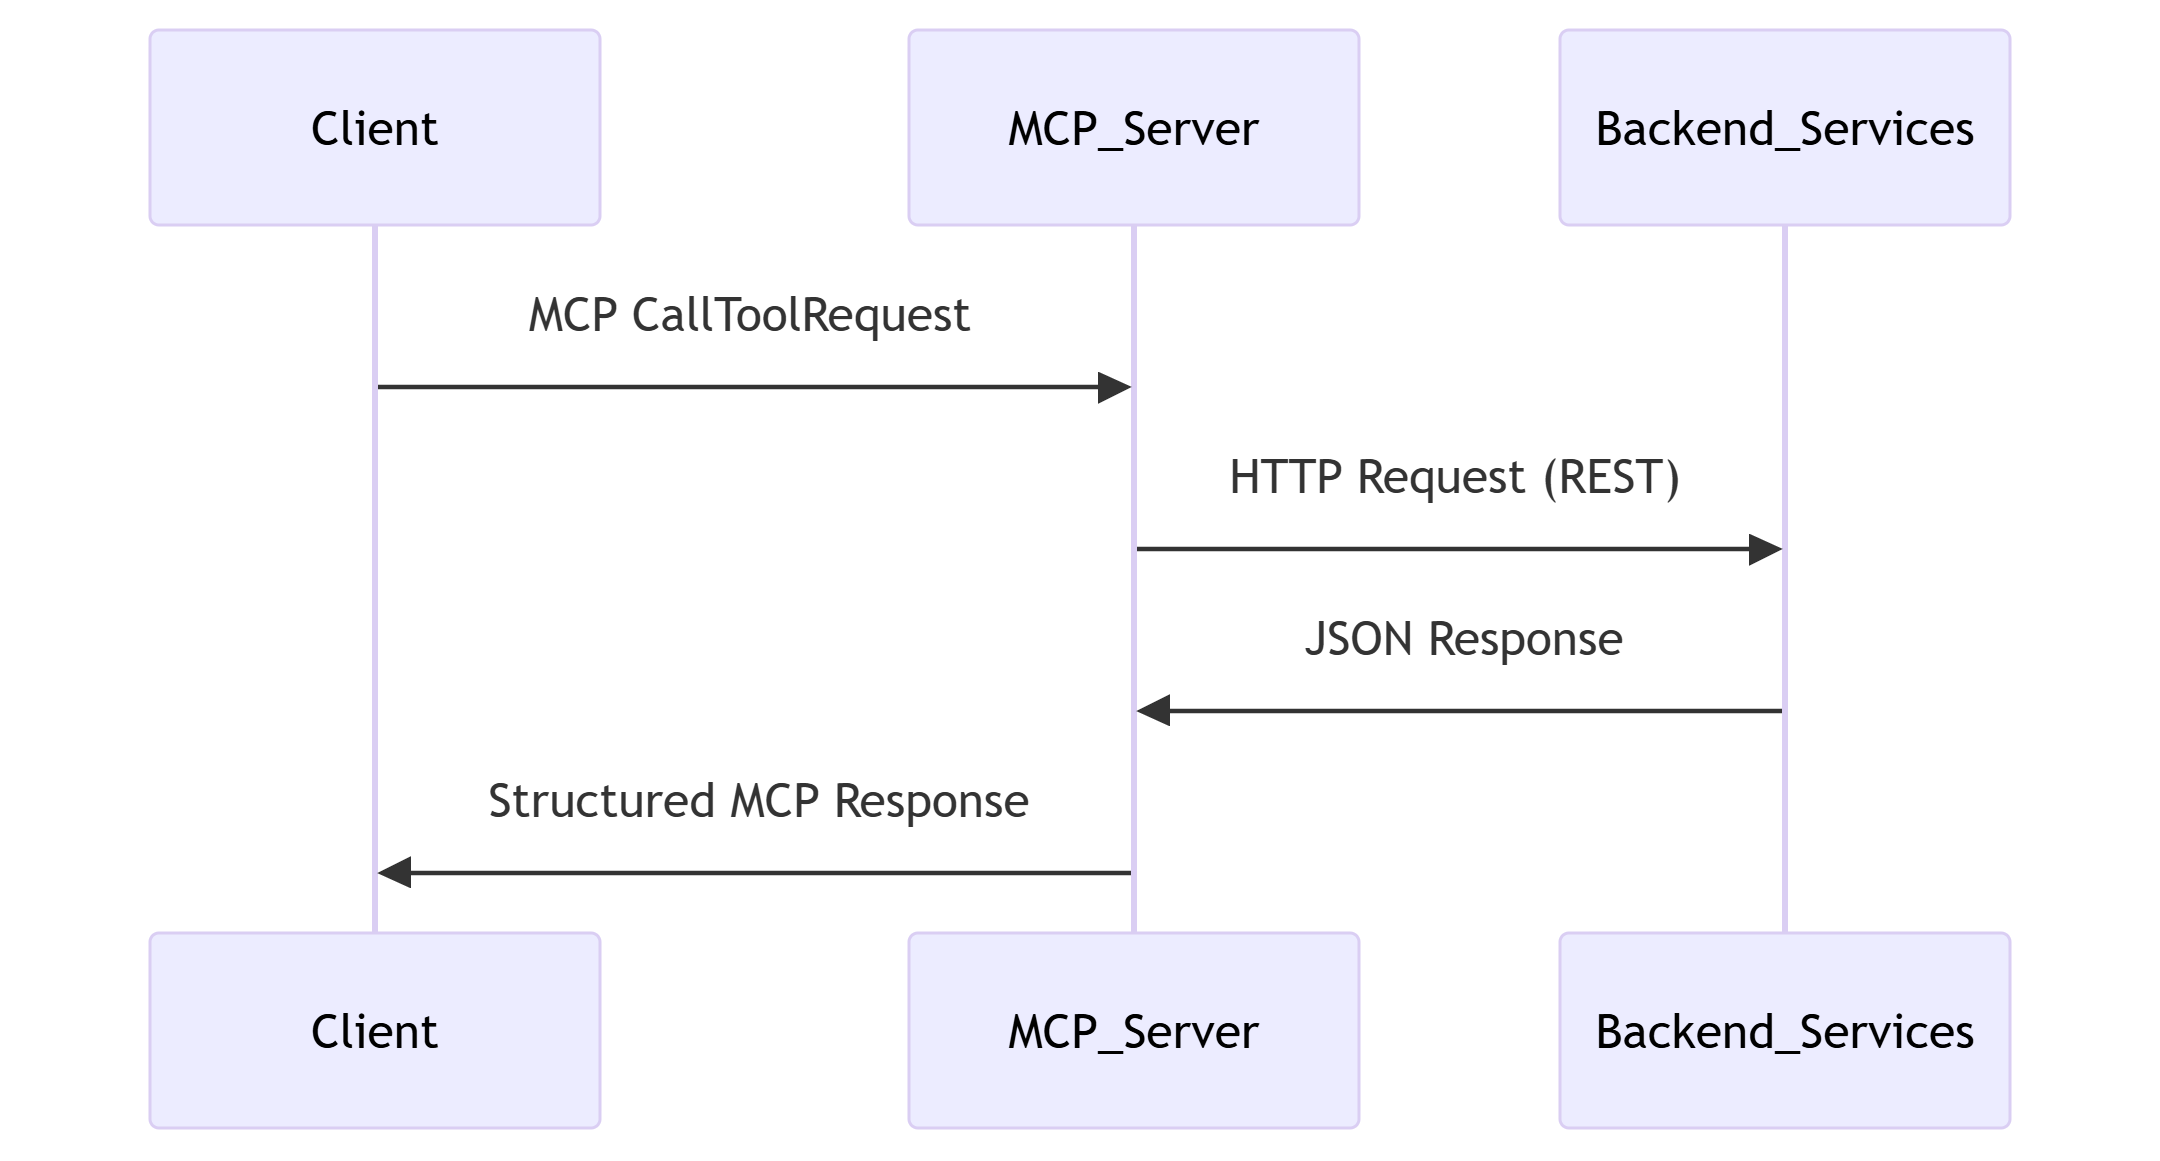 Client
MCP_Server
Backend_Services
MCP CallToolRequest
HTTP Request (REST)
JSON Response
Structured MCP Response
Client
MCP_Server
Backend_Services